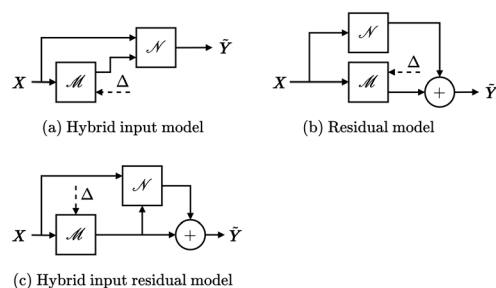 𝒩
Ỹ
X
ℳ
Δ
(a) Hybrid input model
𝒩
Δ
X
ℳ
+
Ỹ
(b) Residual model
Δ
𝒩
X
ℳ
+
Ỹ
(c) Hybrid input residual model